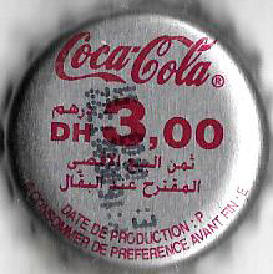 Coca-Cola®
درهم
DH 3,00
ثمن البيع الأقصى
المقترح عند البقال
DATE DE PRODUCTION : P
A CONSOMMER DE PREFERENCE AVANT FIN : E